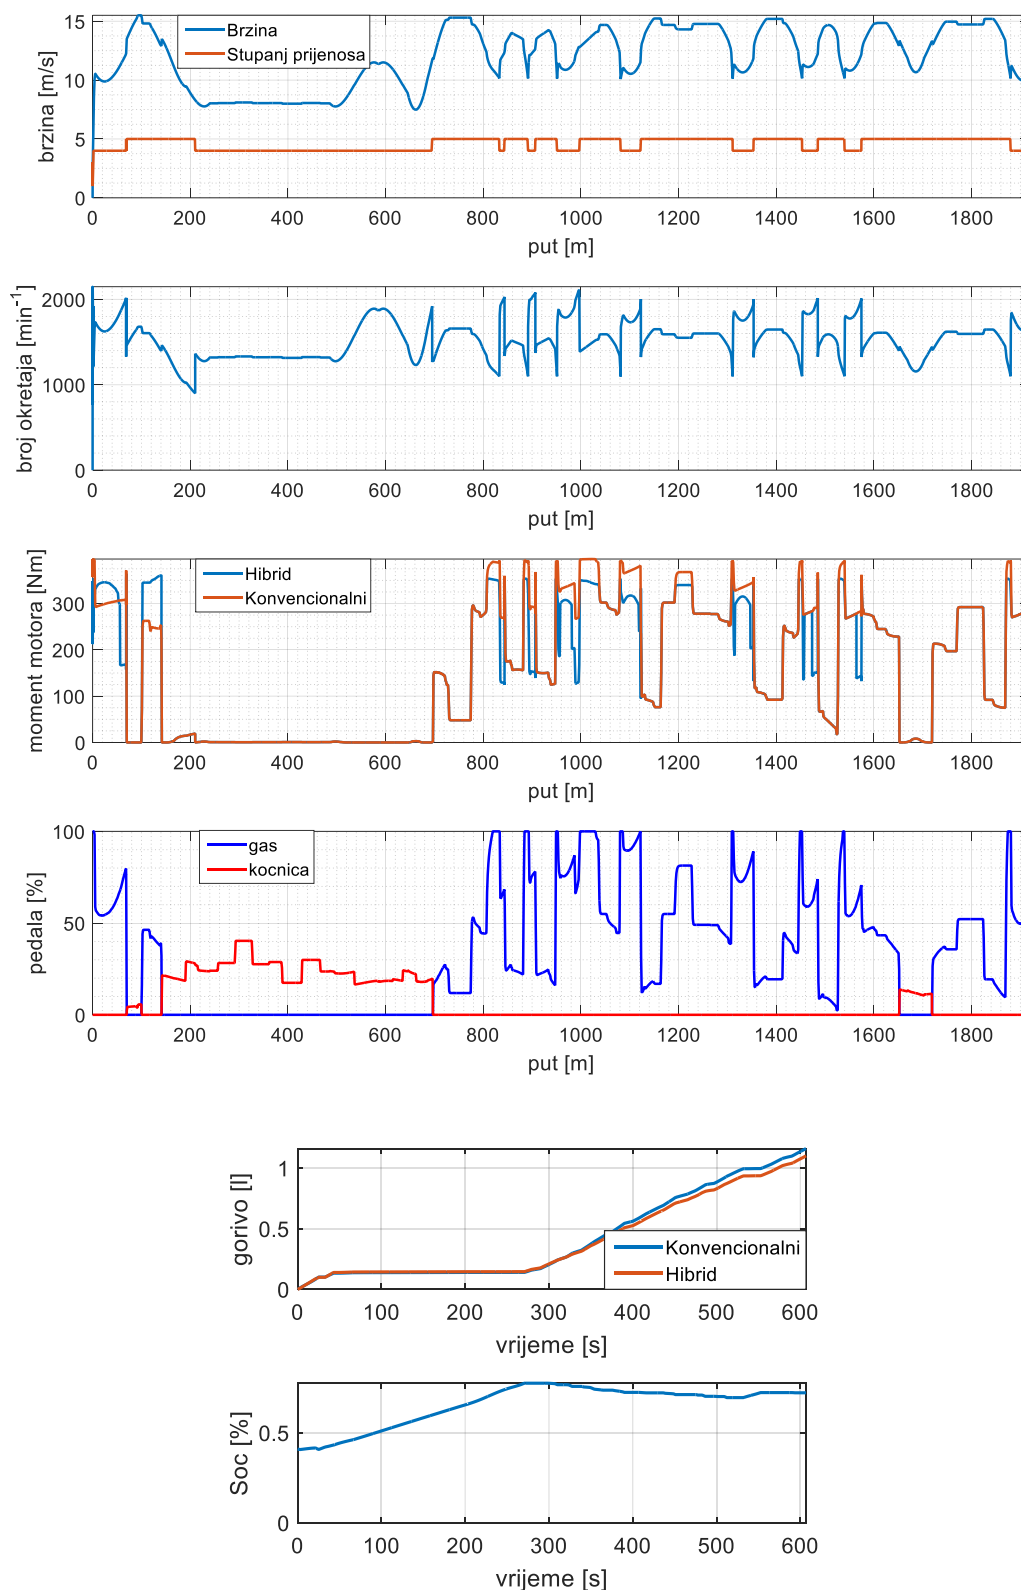 15
10
5
0
brzina [m/s]
Brzina
Stupanj prijenosa
0 200 400 600 800 1000 1200 1400 1600 1800
put [m]
2000
1000
0
broj okretaja [min⁻¹]
0 200 400 600 800 1000 1200 1400 1600 1800
put [m]
300
200
100
0
moment motora [Nm]
Hibrid
Konvencionalni
0 200 400 600 800 1000 1200 1400 1600 1800
put [m]
100
50
0
pedala [%]
gas
kocnica
0 200 400 600 800 1000 1200 1400 1600 1800
put [m]
1
0.5
0
gorivo [l]
Konvencionalni
Hibrid
0 100 200 300 400 500 600
vrijeme [s]
0.5
0
Soc [%]
0 100 200 300 400 500 600
vrijeme [s]